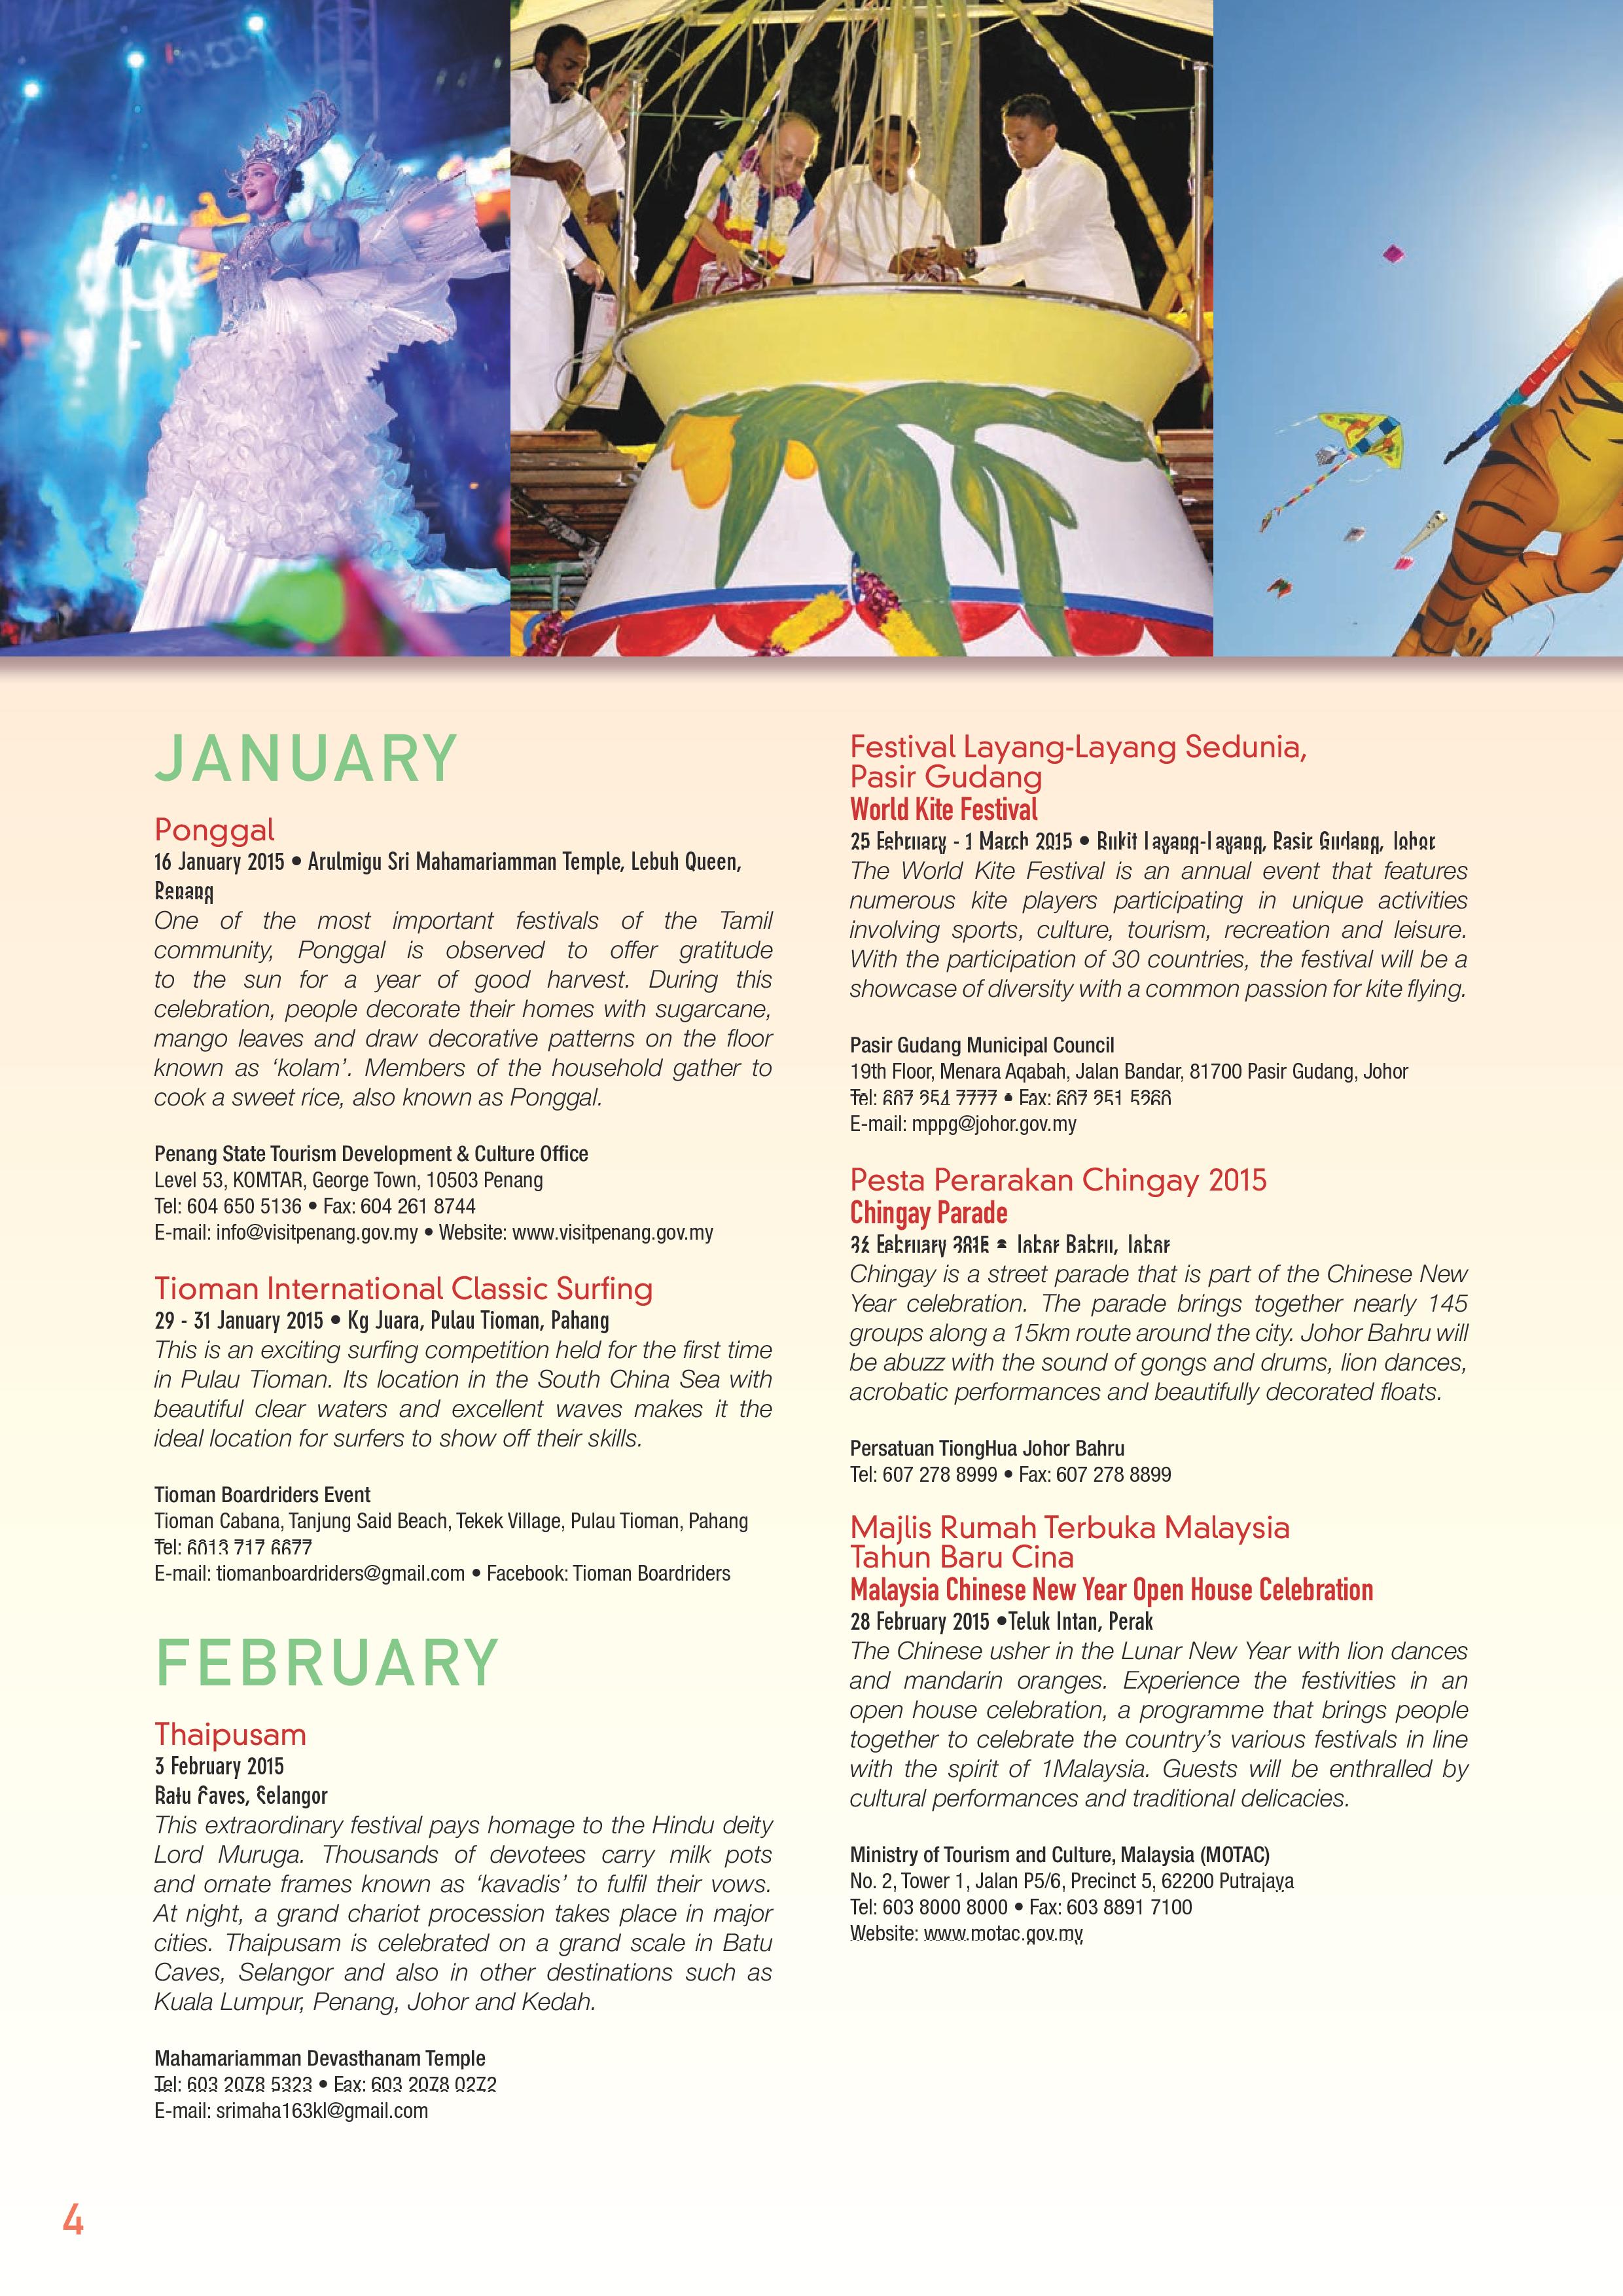 JANUARY
Ponggal
16 January 2015 • Arulmigu Sri Mahamariamman Temple, Lebuh Queen,
Penang
One of the most important festivals of the Tamil
community, Ponggal is observed to offer gratitude
to the sun for a year of good harvest. During this
celebration, people decorate their homes with sugarcane,
mango leaves and draw decorative patterns on the floor
known as ‘kolam’. Members of the household gather to
cook a sweet rice, also known as Ponggal.
Penang State Tourism Development & Culture Office
Level 53, KOMTAR, George Town, 10503 Penang
Tel: 604 650 5136 • Fax: 604 261 8744
E-mail: info@visitpenang.gov.my • Website: www.visitpenang.gov.my
Tioman International Classic Surfing
29 - 31 January 2015 • Kg Juara, Pulau Tioman, Pahang
This is an exciting surfing competition held for the first time
in Pulau Tioman. Its location in the South China Sea with
beautiful clear waters and excellent waves makes it the
ideal location for surfers to show off their skills.
Tioman Boardriders Event
Tioman Cabana, Tanjung Said Beach, Tekek Village, Pulau Tioman, Pahang
Tel: 6013 717 6677
E-mail: tiomanboardriders@gmail.com • Facebook: Tioman Boardriders
FEBRUARY
Thaipusam
3 February 2015
Batu Caves, Selangor
This extraordinary festival pays homage to the Hindu deity
Lord Muruga. Thousands of devotees carry milk pots
and ornate frames known as ‘kavadis’ to fulfil their vows.
At night, a grand chariot procession takes place in major
cities. Thaipusam is celebrated on a grand scale in Batu
Caves, Selangor and also in other destinations such as
Kuala Lumpur, Penang, Johor and Kedah.
Mahamariamman Devasthanam Temple
Tel: 603 2078 5323 • Fax: 603 2078 0272
E-mail: srimaha163kl@gmail.com
Festival Layang-Layang Sedunia,
Pasir Gudang
World Kite Festival
25 February - 1 March 2015 • Bukit Layang-Layang, Pasir Gudang, Johor
The World Kite Festival is an annual event that features
numerous kite players participating in unique activities
involving sports, culture, tourism, recreation and leisure.
With the participation of 30 countries, the festival will be a
showcase of diversity with a common passion for kite flying.
Pasir Gudang Municipal Council
19th Floor, Menara Aqabah, Jalan Bandar, 81700 Pasir Gudang, Johor
Tel: 607 7777 • Fax: 607
E-mail: mppg@johor.gov.my
Pesta Perarakan Chingay 2015
Chingay Parade
February 2015 • Johor Bahru, Johor
Chingay is a street parade that is part of the Chinese New
Year celebration. The parade brings together nearly 145
groups along a 15km route around the city. Johor Bahru will
be abuzz with the sound of gongs and drums, lion dances,
acrobatic performances and beautifully decorated floats.
Persatuan TiongHua Johor Bahru
Tel: 607 278 8999 • Fax: 607 278 8899
Majlis Rumah Terbuka Malaysia
Tahun Baru Cina
Malaysia Chinese New Year Open House Celebration
28 February 2015 •Teluk Intan, Perak
The Chinese usher in the Lunar New Year with lion dances
and mandarin oranges. Experience the festivities in an
open house celebration, a programme that brings people
together to celebrate the country’s various festivals in line
with the spirit of 1Malaysia. Guests will be enthralled by
cultural performances and traditional delicacies.
Ministry of Tourism and Culture, Malaysia (MOTAC)
No. 2, Tower 1, Jalan P5/6, Precinct 5, 62200 Putrajaya
Tel: 603 8000 8000 • Fax: 603 8891 7100
Website: www.motac.gov.my
4